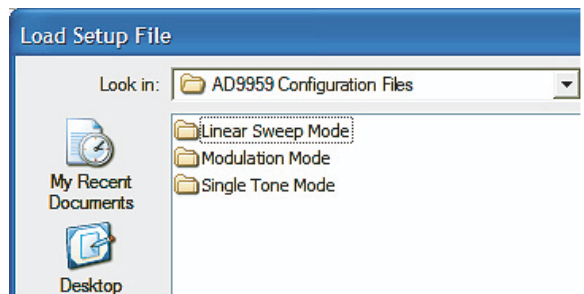 Load Setup File
Look in: AD9959 Configuration Files
Linear Sweep Mode
Modulation Mode
Single Tone Mode
My Recent
Documents
Desktop